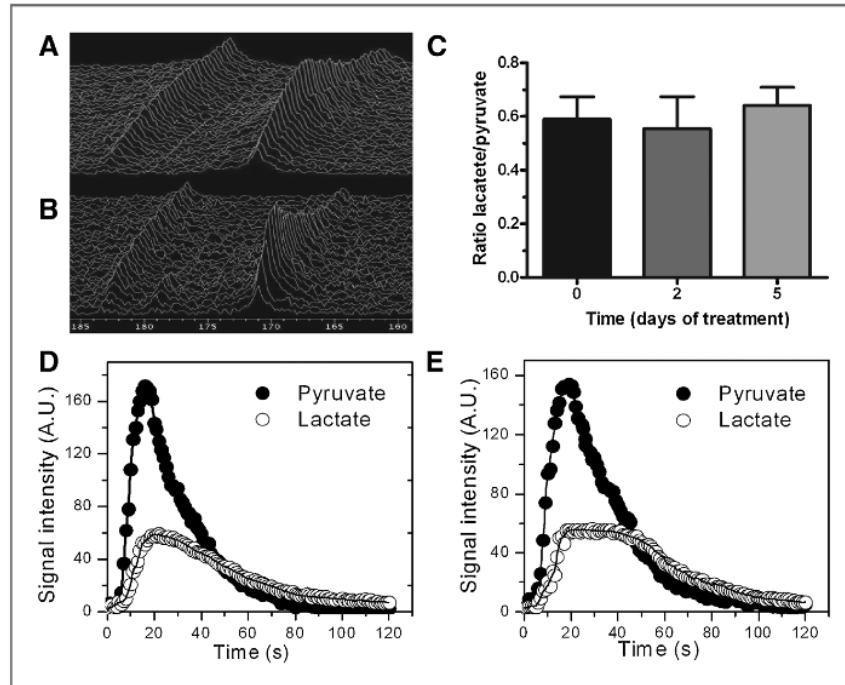 A
B
185 180 175 170 165 160
C
Ratio lacatete/pyruvate
0.8
0.6
0.4
0.2
0.0
0 2 5
Time (days of treatment)
D
Signal intensity (A.U.)
160
120
80
40
0
Pyruvate
Lactate
0 20 40 60 80 100 120
Time (s)
E
Signal intensity (A.U.)
160
120
80
40
0
Pyruvate
Lactate
0 20 40 60 80 100 120
Time (s)